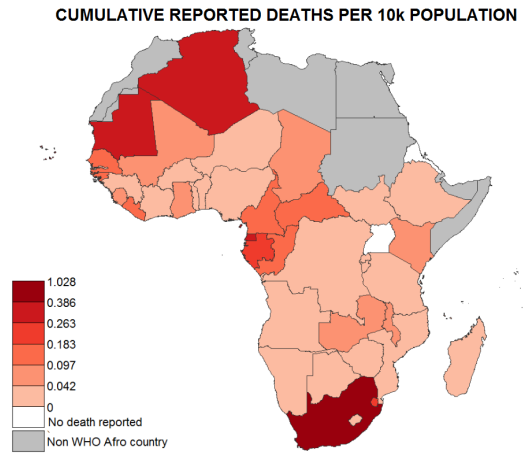 CUMULATIVE REPORTED DEATHS PER 10k POPULATION
1.028
0.386
0.263
0.183
0.097
0.042
0
No death reported
Non WHO Afro country